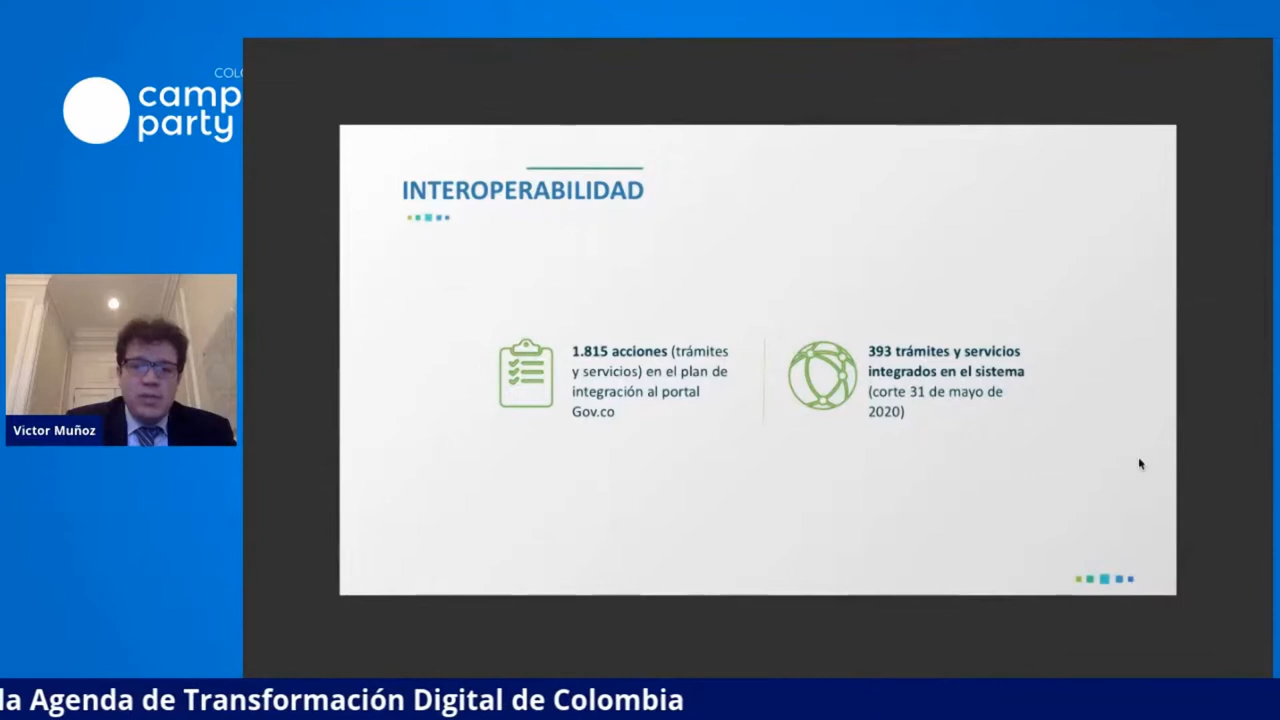 camp
party
INTEROPERABILIDAD
1.815 acciones (trámites
y servicios) en el plan de
integración al portal
Gov.co
393 trámites y servicios
integrados en el sistema
(corte 31 de mayo de
2020)
Victor Muñoz
la Agenda de Transformación Digital de Colombia